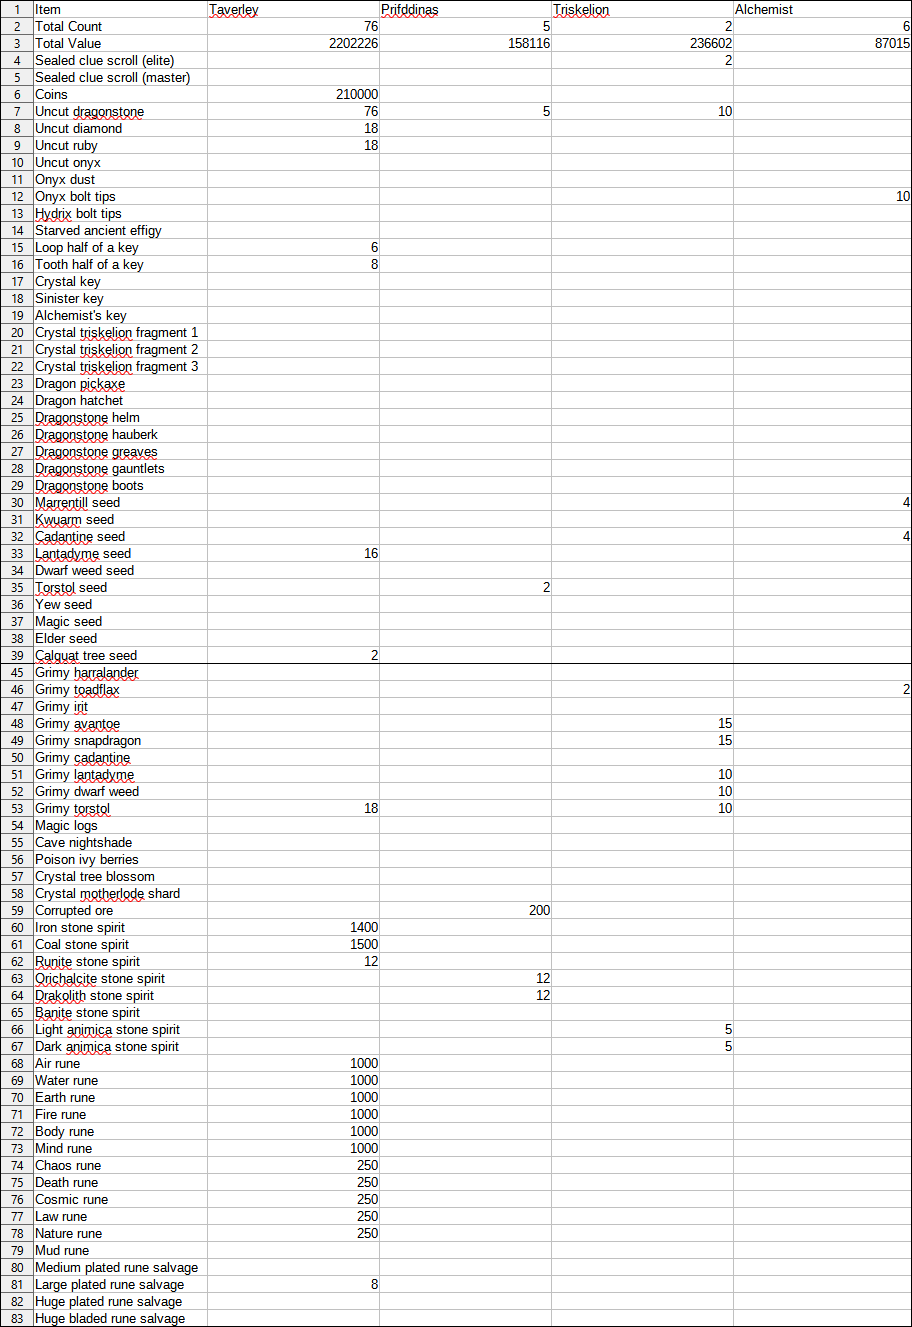 1 Item Taverley Prifddinas Triskelion Alchemist
2 Total Count 76 5 2 6
3 Total Value 2202226 158116 236602 87015
4 Sealed clue scroll (elite) 2
5 Sealed clue scroll (master)
6 Coins 210000
7 Uncut dragonstone 76 5 10
8 Uncut diamond 18
9 Uncut ruby 18
10 Uncut onyx
11 Onyx dust
12 Onyx bolt tips 10
13 Hydrix bolt tips
14 Starved ancient effigy
15 Loop half of a key 6
16 Tooth half of a key 8
17 Crystal key
18 Sinister key
19 Alchemist's key
20 Crystal triskelion fragment 1
21 Crystal triskelion fragment 2
22 Crystal triskelion fragment 3
23 Dragon pickaxe
24 Dragon hatchet
25 Dragonstone helm
26 Dragonstone hauberk
27 Dragonstone greaves
28 Dragonstone gauntlets
29 Dragonstone boots
30 Marrentill seed 4
31 Kwuarm seed
32 Cadantine seed 4
33 Lantadyme seed 16
34 Dwarf weed seed
35 Torstol seed 2
36 Yew seed
37 Magic seed
38 Elder seed
39 Calquat tree seed 2
45 Grimy harralander
46 Grimy toadflax 2
47 Grimy irit
48 Grimy avantoe 15
49 Grimy snapdragon 15
50 Grimy cadantine
51 Grimy lantadyme 10
52 Grimy dwarf weed 10
53 Grimy torstol 18 10
54 Magic logs
55 Cave nightshade
56 Poison ivy berries
57 Crystal tree blossom
58 Crystal motherlode shard
59 Corrupted ore 200
60 Iron stone spirit 1400
61 Coal stone spirit 1500
62 Runite stone spirit 12
63 Orichalcite stone spirit 12
64 Drakolith stone spirit 12
65 Banite stone spirit
66 Light animica stone spirit 5
67 Dark animica stone spirit 5
68 Air rune 1000
69 Water rune 1000
70 Earth rune 1000
71 Fire rune 1000
72 Body rune 1000
73 Mind rune 1000
74 Chaos rune 250
75 Death rune 250
76 Cosmic rune 250
77 Law rune 250
78 Nature rune 250
79 Mud rune
80 Medium plated rune salvage
81 Large plated rune salvage 8
82 Huge plated rune salvage
83 Huge bladed rune salvage